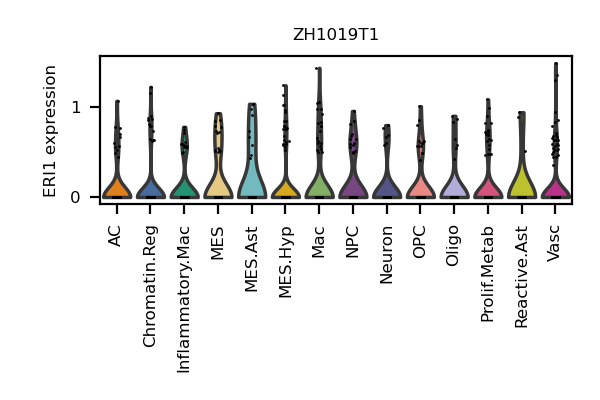 ZH1019T1
ERI1 expression
1
0
AC
Chromatin.Reg
Inflammatory.Mac
MES
MES.Ast
MES.Hyp
Mac
NPC
Neuron
OPC
Oligo
Prolif.Metab
Reactive.Ast
Vasc